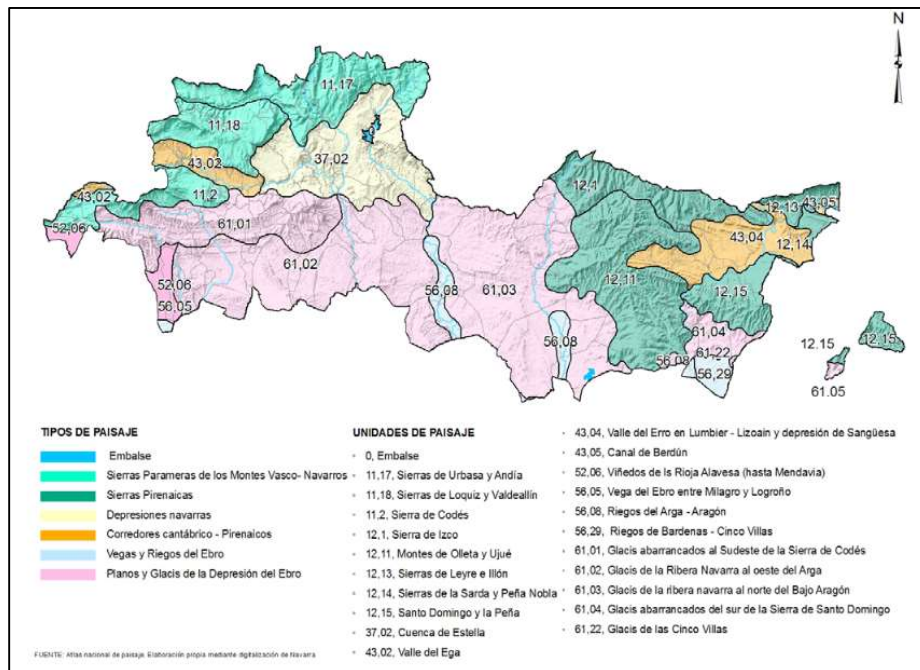 N
11,17
11,18
0
37,02
43,02
11,2
43,02
52,06
61,01
61,02
52,06
56,05
56,08
61,03
56,08
12,1
12,13
43,05
43,04
12,14
12,11
12,15
61,04
61,22
56,08
56,29
12.15
12.15
61.05
TIPOS DE PAISAJE
Embalse
Sierras Parameras de los Montes Vasco- Navarros
Sierras Pirenaicas
Depresiones navarras
Corredores cantábrico - Pirenaicos
Vegas y Riegos del Ebro
Planos y Glacis de la Depresión del Ebro
UNIDADES DE PAISAJE
0, Embalse
11,17, Sierras de Urbasa y Andía
11,18, Sierras de Loquiz y Valdeallín
11,2, Sierra de Codés
12,1, Sierra de Izco
12,11, Montes de Olleta y Ujué
12,13, Sierras de Leyre e Illón
12,14, Sierras de la Sarda y Peña Nobla
12,15, Santo Domingo y la Peña
37,02, Cuenca de Estella
43,02, Valle del Ega
43,04, Valle del Erro en Lumbier - Lizoain y depresión de Sangüesa
43,05, Canal de Berdún
52,06, Viñedos de ls Rioja Alavesa (hasta Mendavia)
56,05, Vega del Ebro entre Milagro y Logroño
56,08, Riegos del Arga - Aragón
56,29, Riegos de Bardenas - Cinco Villas
61,01, Glacis abarrancados al Sudeste de la Sierra de Codés
61,02, Glacis de la Ribera Navarra al oeste del Arga
61,03, Glacis de la ribera navarra al norte del Bajo Aragón
61,04, Glacis abarrancados del sur de la Sierra de Santo Domingo
61,22, Glacis de las Cinco Villas
FUENTE: Atlas nacional de paisaje. Elaboración propia mediante digitalización de Navarra